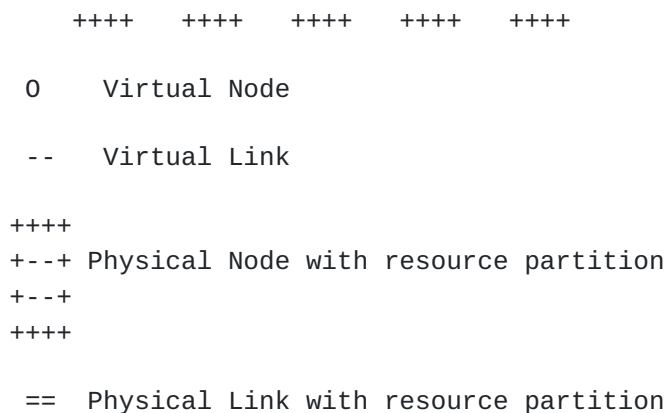 ++++   ++++   ++++   ++++   ++++
O    Virtual Node
--   Virtual Link
++++
+--+ Physical Node with resource partition
+--+
++++
==  Physical Link with resource partition